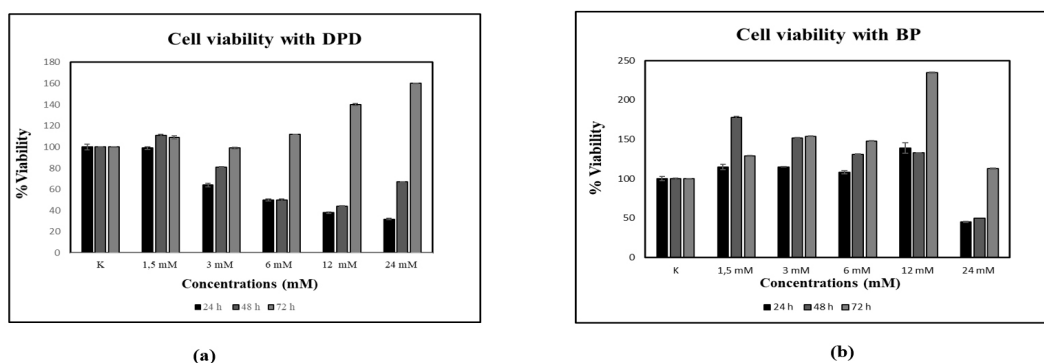 Cell viability with DPD
% Viability
180
160
140
120
100
80
60
40
20
0
K 1,5 mM 3 mM 6 mM 12 mM 24 mM
Concentrations (mM)
24 h 48 h 72 h
(a)
Cell viability with BP
% Viability
250
200
150
100
50
0
K 1,5 mM 3 mM 6 mM 12 mM 24 mM
Concentrations (mM)
24 h 48 h 72 h
(b)